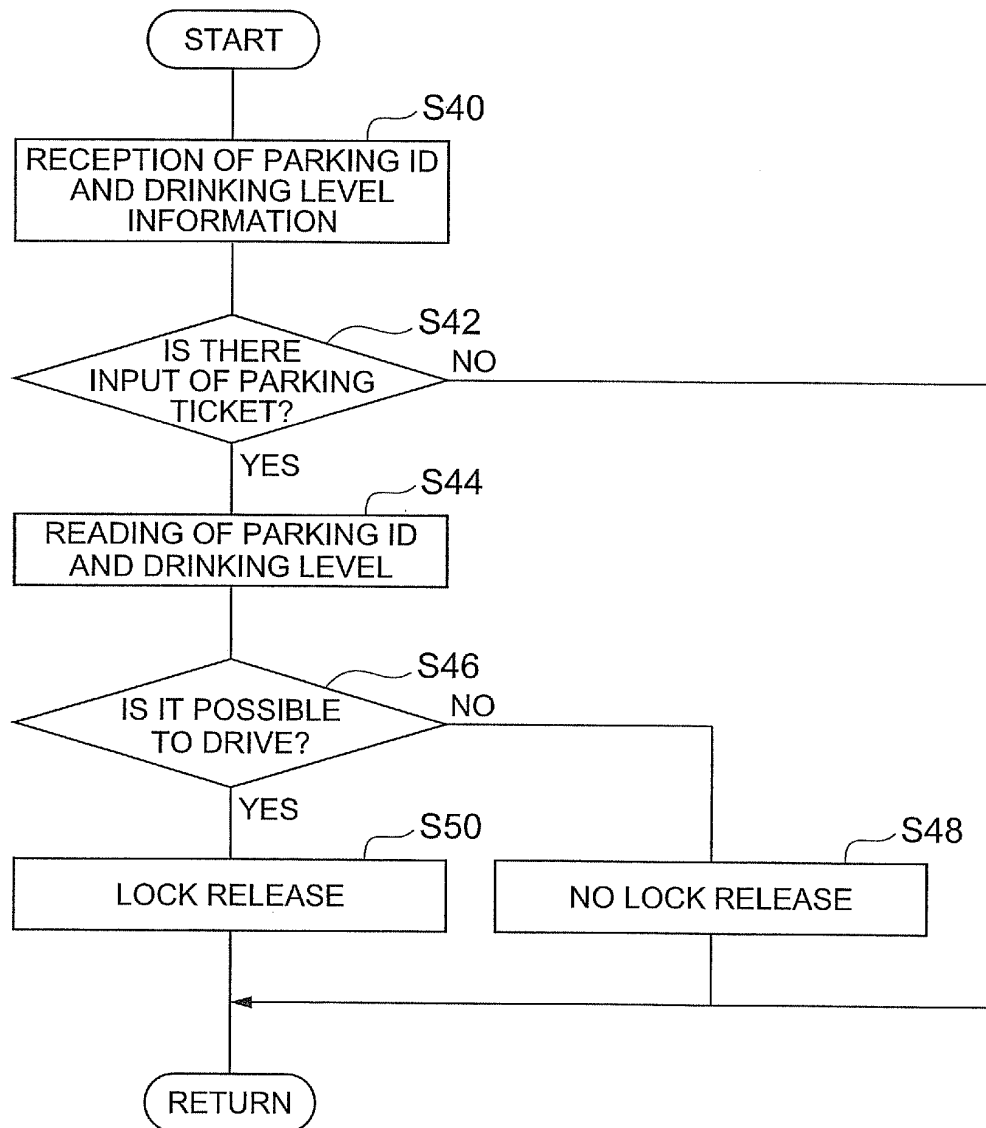 START
S40
RECEPTION OF PARKING ID
AND DRINKING LEVEL
INFORMATION
S42
IS THERE
INPUT OF PARKING
TICKET?
NO
YES
S44
READING OF PARKING ID
AND DRINKING LEVEL
S46
IS IT POSSIBLE
TO DRIVE?
NO
YES
S50
LOCK RELEASE
S48
NO LOCK RELEASE
RETURN